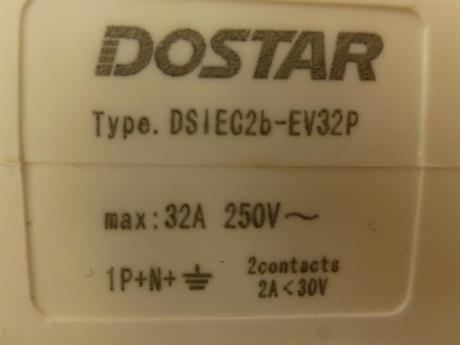 DOSTAR
Type. DSIEC2b-EV32P
max:32A 250V～
1P+N+⏚ 2contacts
2A<30V